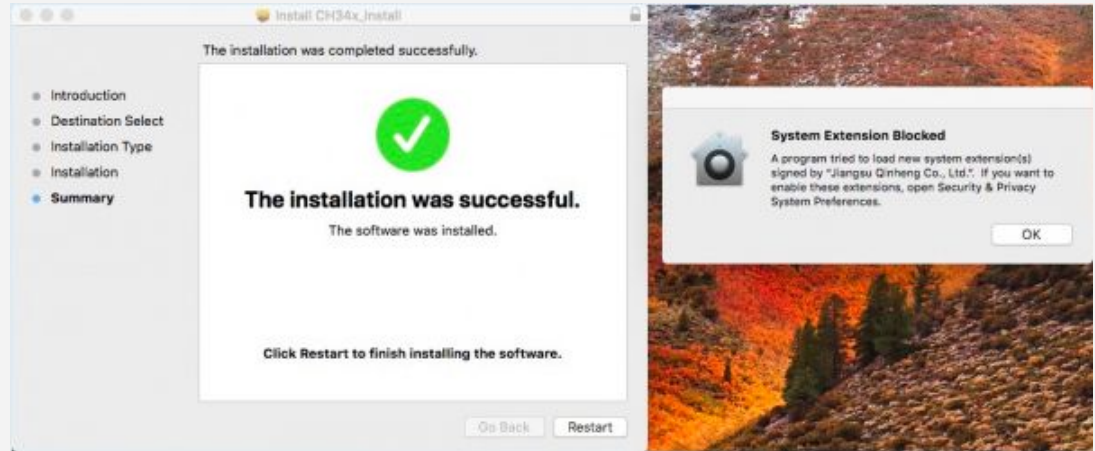 Install CH34x_Install
The installation was completed successfully.
Introduction
Destination Select
Installation Type
Installation
Summary
The installation was successful.
The software was installed.
Click Restart to finish installing the software.
Go Back
Restart
System Extension Blocked
A program tried to load new system extension(s)
signed by "Jiangsu Qinheng Co., Ltd.". If you want to
enable these extensions, open Security & Privacy
System Preferences.
OK